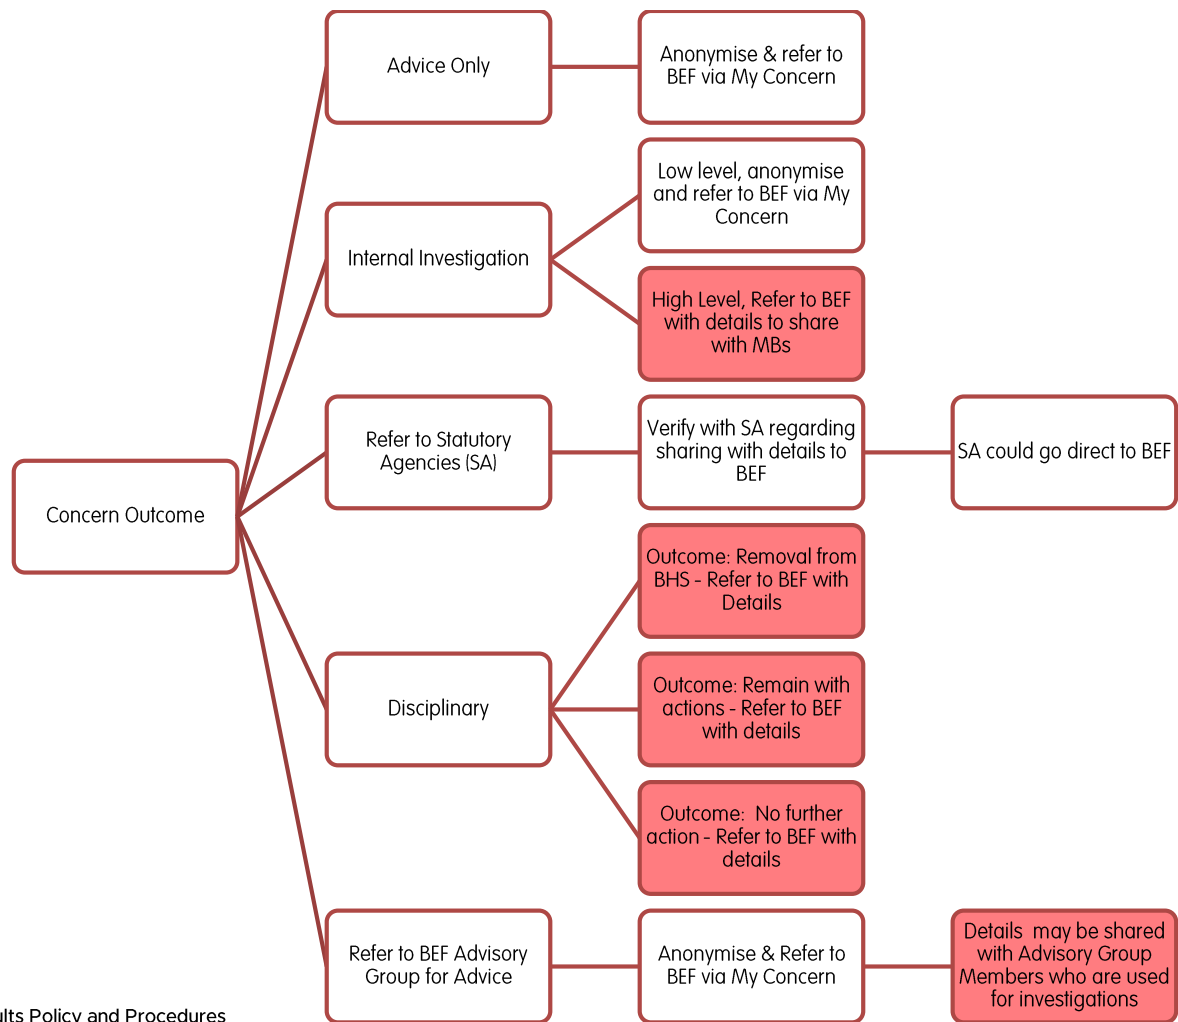 Advice Only
Anonymise & refer to
BEF via My Concern
Low level, anonymise
and refer to BEF via My
Concern
Internal Investigation
High Level, Refer to BEF
with details to share
with MBs
Refer to Statutory
Agencies (SA)
Verify with SA regarding
sharing with details to
BEF
SA could go direct to BEF
Concern Outcome
Outcome: Removal from
BHS - Refer to BEF with
Details
Disciplinary
Outcome: Remain with
actions - Refer to BEF
with details
Outcome:  No further
action - Refer to BEF with
details
Refer to BEF Advisory
Group for Advice
Anonymise & Refer to
BEF via My Concern
Details  may be shared
with Advisory Group
Members who are used
for investigations
Policy and Procedures